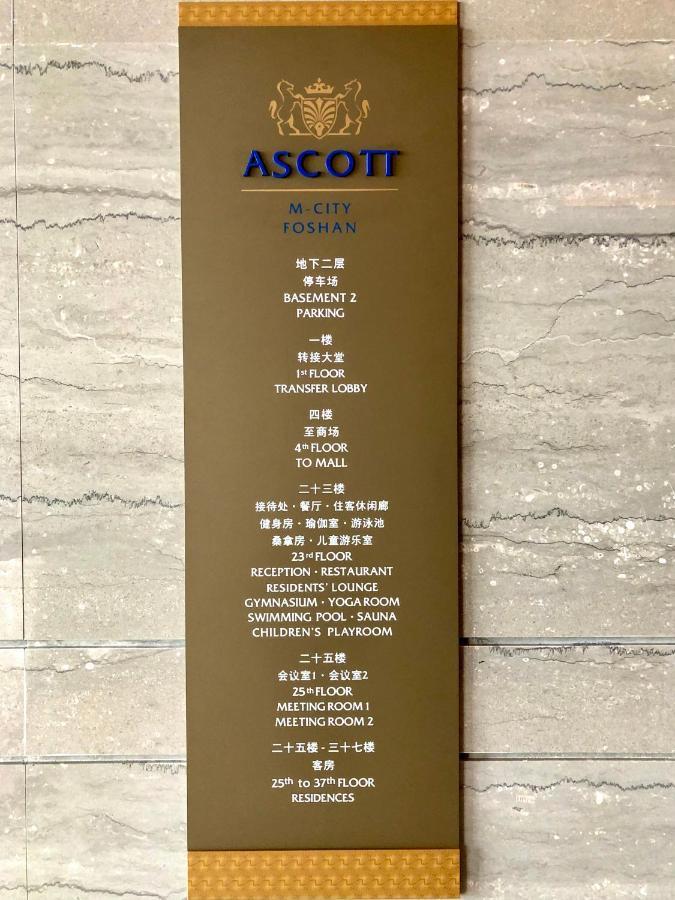 ASCOTT
M-CITY
FOSHAN
地下二层
停车场
BASEMENT 2
PARKING
一楼
转接大堂
1st FLOOR
TRANSFER LOBBY
四楼
至商场
4th FLOOR
TO MALL
二十三楼
接待处·餐厅·住客休闲廊
健身房·瑜伽室·游泳池
桑拿房·儿童游乐室
23rd FLOOR
RECEPTION · RESTAURANT
RESIDENTS' LOUNGE
GYMNASIUM · YOGA ROOM
SWIMMING POOL · SAUNA
CHILDREN'S PLAYROOM
二十五楼
会议室1·会议室2
25th FLOOR
MEETING ROOM 1
MEETING ROOM 2
二十五楼-三十七楼
客房
25th to 37th FLOOR
RESIDENCES